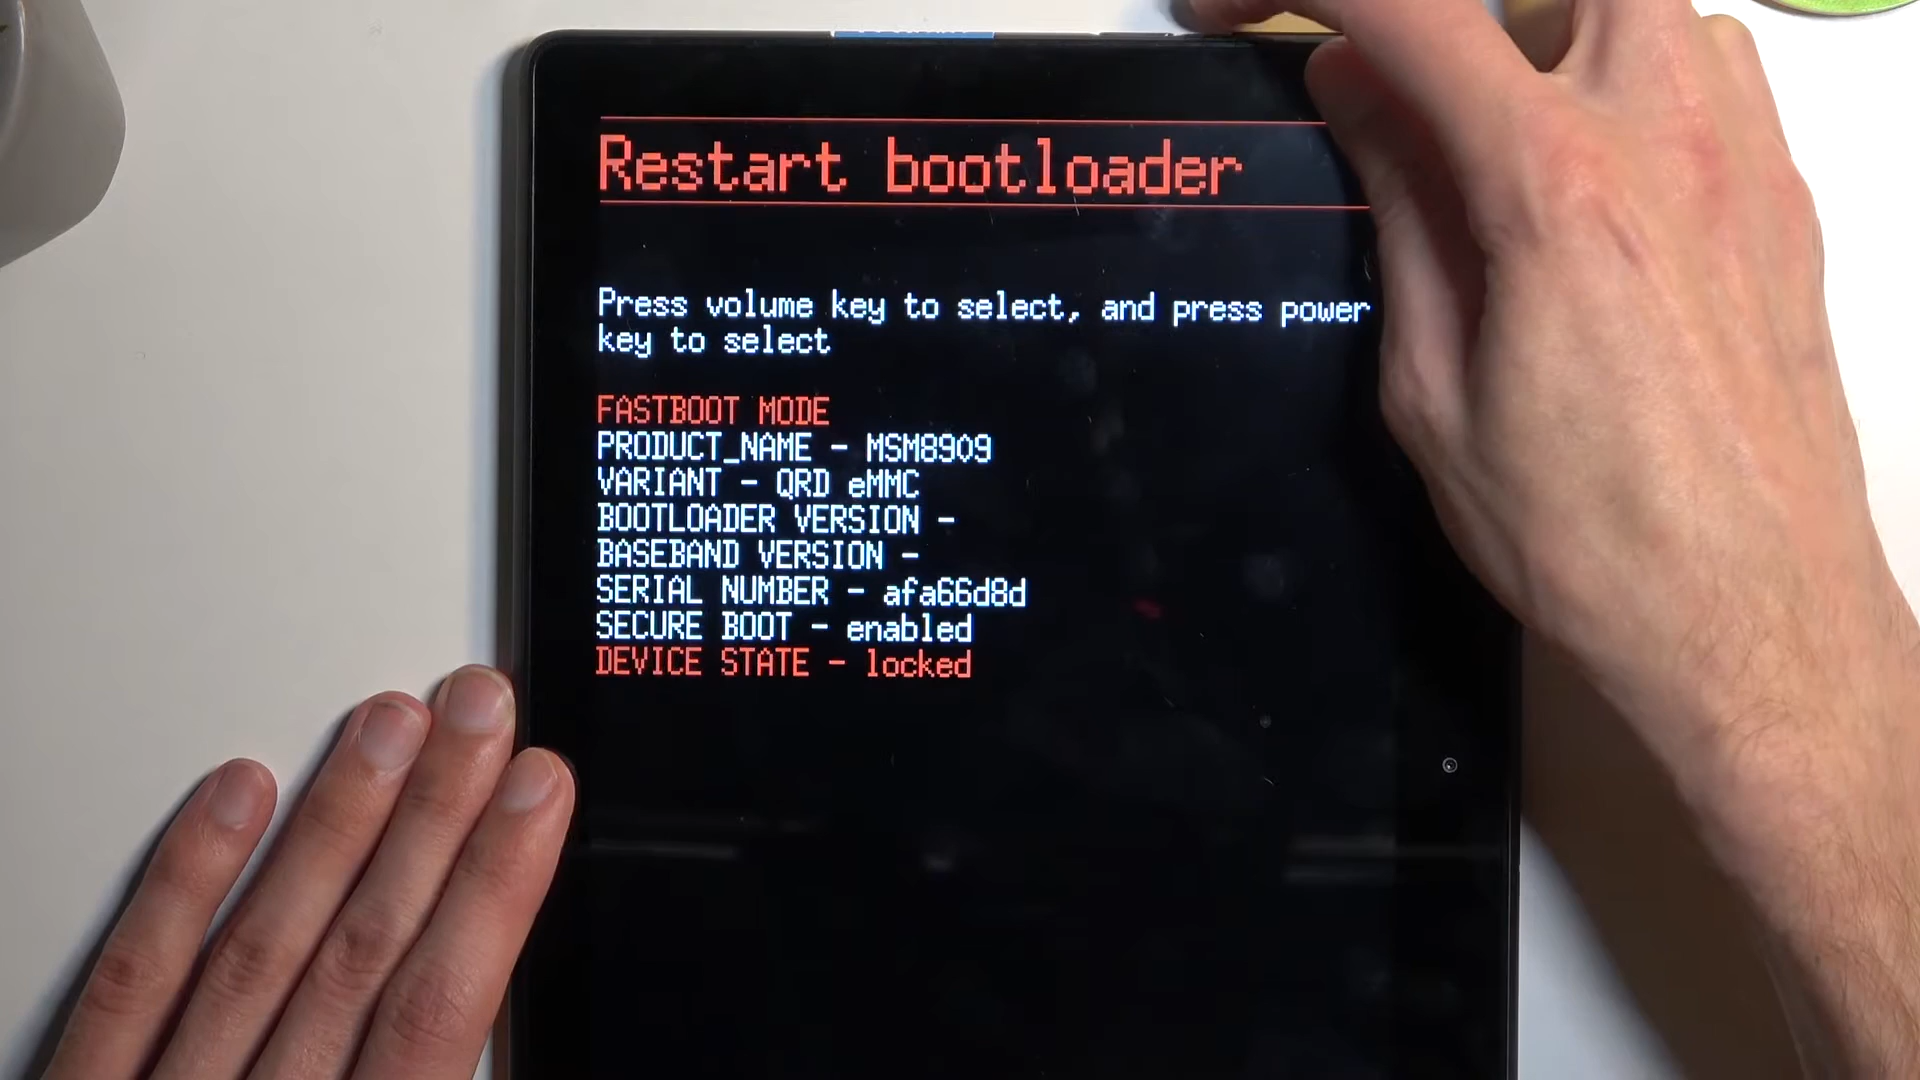 Restart bootloader
Press volume key to select, and press power
key to select
FASTBOOT MODE
PRODUCT_NAME - MSM8909
VARIANT - QRD eMMC
BOOTLOADER VERSION -
BASEBAND VERSION -
SERIAL NUMBER - afa66d8d
SECURE BOOT - enabled
DEVICE STATE - locked